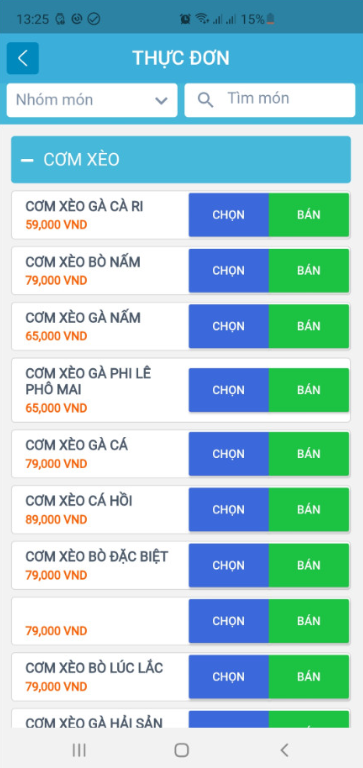 13:25 15%
THỰC ĐƠN
Nhóm món Tìm món
CƠM XÈO
CƠM XÈO GÀ CÀ RI
59,000 VND
CHỌN BÁN
CƠM XÈO BÒ NẤM
79,000 VND
CHỌN BÁN
CƠM XÈO GÀ NẤM
65,000 VND
CHỌN BÁN
CƠM XÈO GÀ PHI LÊ
PHÔ MAI
65,000 VND
CHỌN BÁN
CƠM XÈO GÀ CÁ
79,000 VND
CHỌN BÁN
CƠM XÈO CÁ HỒI
89,000 VND
CHỌN BÁN
CƠM XÈO BÒ ĐẶC BIỆT
79,000 VND
CHỌN BÁN
79,000 VND
CHỌN BÁN
CƠM XÈO BÒ LÚC LẮC
79,000 VND
CHỌN BÁN
CƠM XÈO GÀ HẢI SẢN